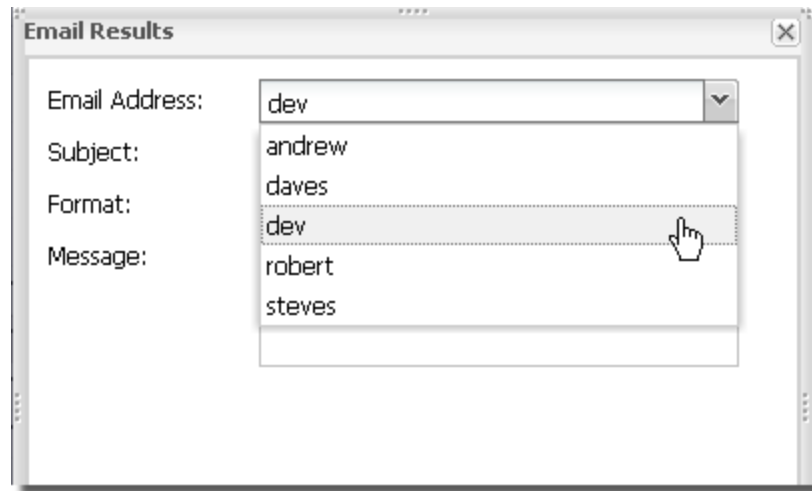 Email Results
Email Address:
dev
Subject:
andrew
daves
Format:
dev
Message:
robert
steves